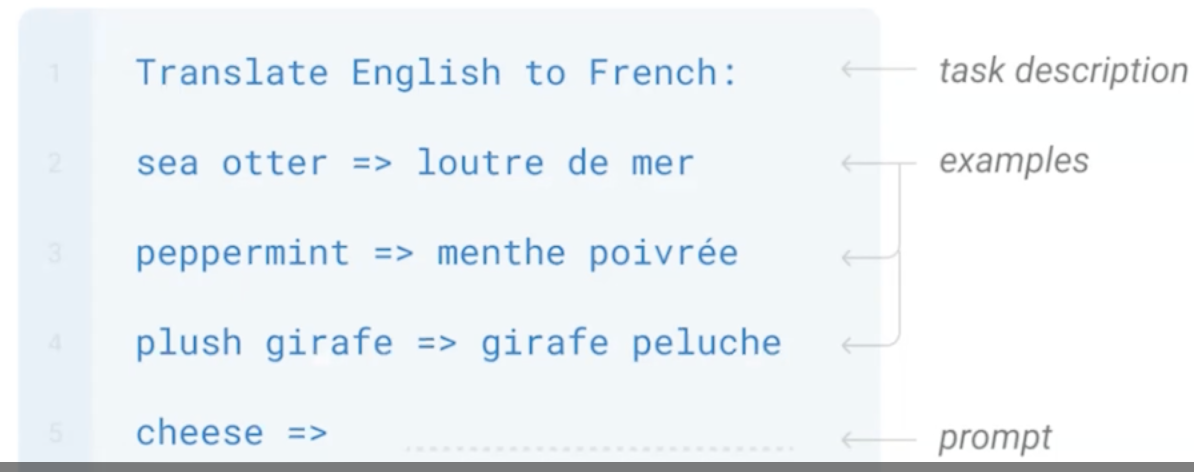 1 Translate English to French: task description
2 sea otter => loutre de mer examples
3 peppermint => menthe poivrée
4 plush girafe => girafe peluche
5 cheese => prompt